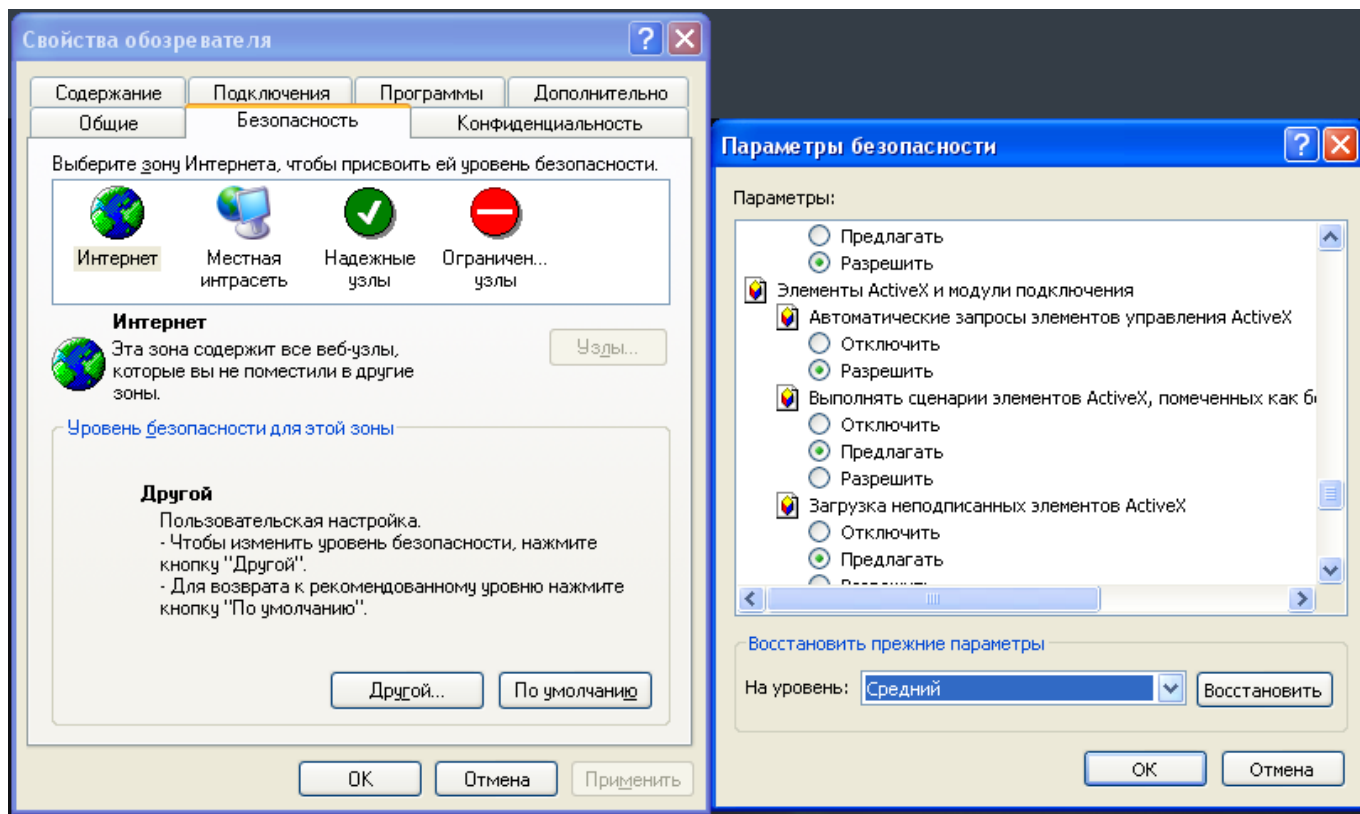 Свойства обозревателя
Содержание Подключения Программы Дополнительно
Общие Безопасность Конфиденциальность
Выберите зону Интернета, чтобы присвоить ей уровень безопасности.
Интернет Местная интрасеть Надежные узлы Ограничен... узлы
Интернет
Эта зона содержит все веб-узлы,
которые вы не поместили в другие
зоны.
Узлы...
Уровень безопасности для этой зоны
Другой
Пользовательская настройка.
- Чтобы изменить уровень безопасности, нажмите
кнопку "Другой".
- Для возврата к рекомендованному уровню нажмите
кнопку "По умолчанию".
Другой... По умолчанию
OK Отмена Применить
Параметры безопасности
Параметры:
Предлагать
Разрешить
Элементы ActiveX и модули подключения
Автоматические запросы элементов управления ActiveX
Отключить
Разрешить
Выполнять сценарии элементов ActiveX, помеченных как
Отключить
Предлагать
Разрешить
Загрузка неподписанных элементов ActiveX
Отключить
Предлагать
Восстановить прежние параметры
На уровень: Средний Восстановить
OK Отмена